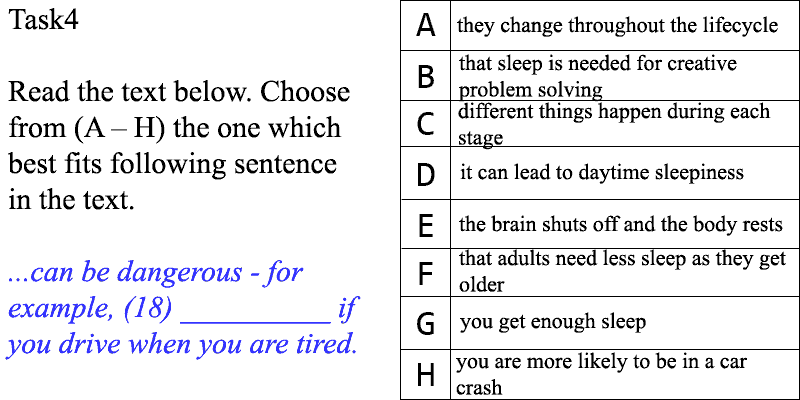 Task4
Read the text below. Choose
from (A – H) the one which
best fits following sentence
in the text.
...can be dangerous - for
example, (18) __________ if
you drive when you are tired.
A they change throughout the lifecycle
B that sleep is needed for creative
problem solving
C different things happen during each
stage
D it can lead to daytime sleepiness
E the brain shuts off and the body rests
F that adults need less sleep as they get
older
G you get enough sleep
H you are more likely to be in a car
crash